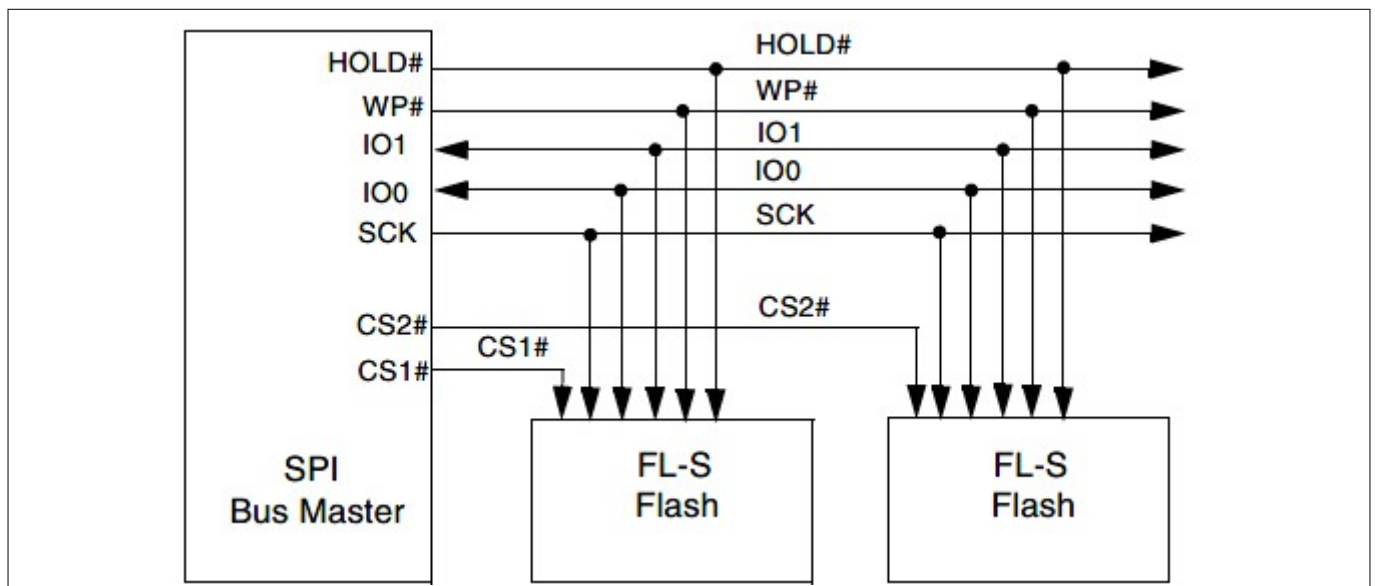 HOLD#
HOLD#
WP#
WP#
IO1
IO1
IO0
IO0
SCK
SCK
CS2#
CS2#
CS1#
CS1#
SPI
Bus Master
FL-S
Flash
FL-S
Flash